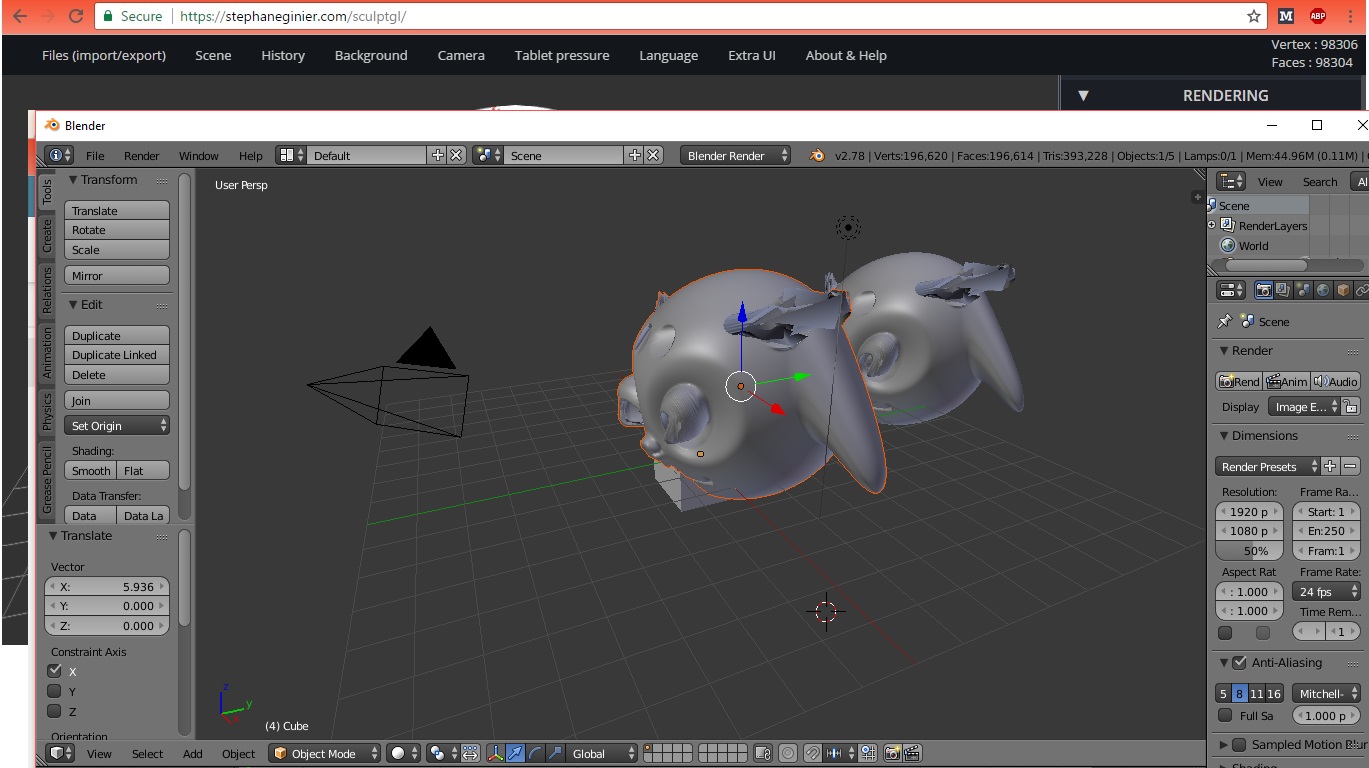 Secure https://stephaneginier.com/sculptgl/
M ABP
Files (import/export) Scene History Background Camera Tablet pressure Language Extra UI About & Help
Vertex : 98306
Faces : 98304
RENDERING
Blender
File Render Window Help Default Scene Blender Render v2.78 | Verts:196,620 | Faces:196,614 | Tris:393,228 | Objects:1/5 | Lamps:0/1 | Mem:44.96M (0.11M) |
Tools
Create
Relations
Animation
Physics
Grease Pencil
Transform
Translate
Rotate
Scale
Mirror
Edit
Duplicate
Duplicate Linked
Delete
Join
Set Origin
Shading:
Smooth Flat
Data Transfer:
Data Data La
Translate
Vector
X: 5.936
Y: 0.000
Z: 0.000
Constraint Axis
X
Y
Z
Orientation
User Persp
z
y
(4) Cube
View Select Add Object Object Mode Global
View Search Al
Scene
RenderLayers
World
Scene
Render
Rend Anim Audio
Display Image E...
Dimensions
Render Presets
Resolution: Frame Ra...
1920 p Start: 1
1080 p En:250
50% Fram:1
Aspect Rat Frame Rate:
: 1.000 24 fps
: 1.000 Time Rem...
1
Anti-Aliasing
5 8 11 16 Mitchell-
Full Sa 1.000 p
Sampled Motion Blur
Shading